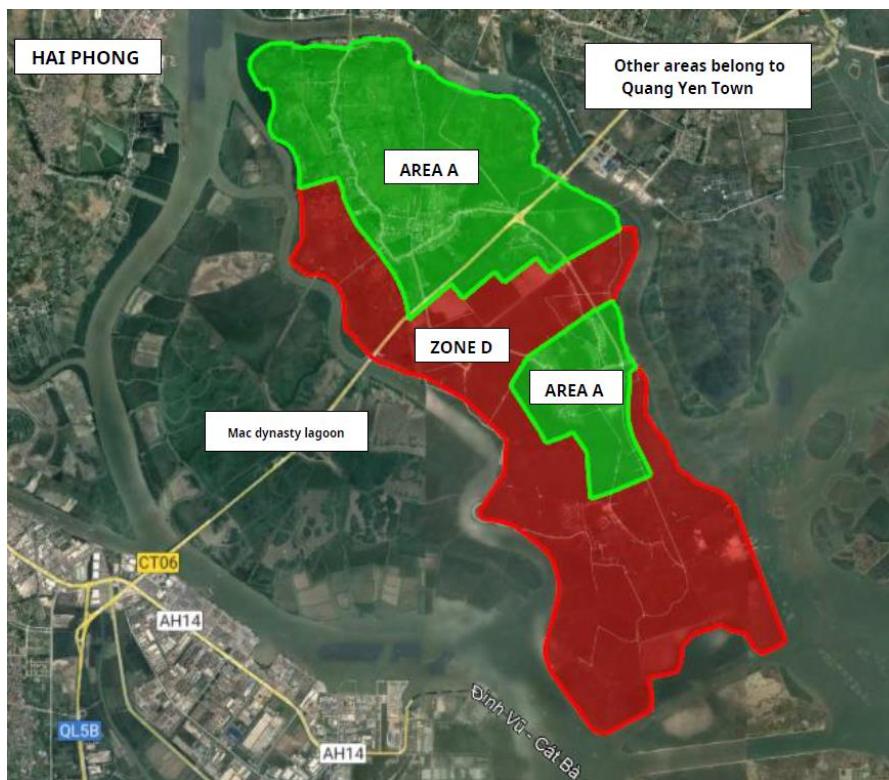 HAI PHONG
Other areas belong to
Quang Yen Town
AREA A
ZONE D
AREA A
Mac dynasty lagoon
CT06
AH14
QL5B
AH14
Đình Vũ - Cát Bà